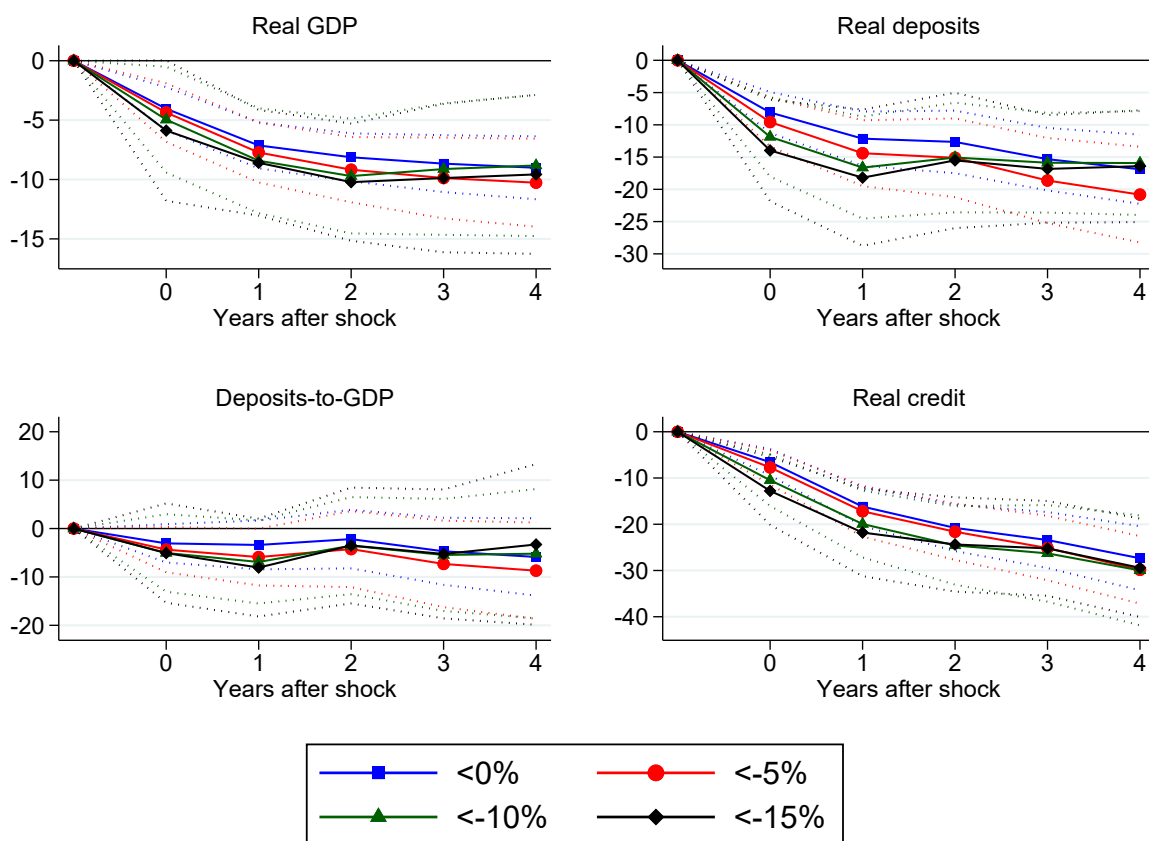 Real GDP
0
-5
-10
-15
0 1 2 3 4
Years after shock
Real deposits
0
-5
-10
-15
-20
-25
-30
0 1 2 3 4
Years after shock
Deposits-to-GDP
20
10
0
-10
-20
0 1 2 3 4
Years after shock
Real credit
0
-10
-20
-30
-40
0 1 2 3 4
Years after shock
<0% <-5%
<-10% <-15%